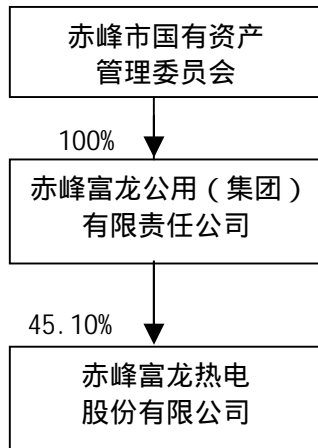 赤峰市国有资产
管理委员会
100%
赤峰富龙公用（集团）
有限责任公司
45.10%
赤峰富龙热电
股份有限公司